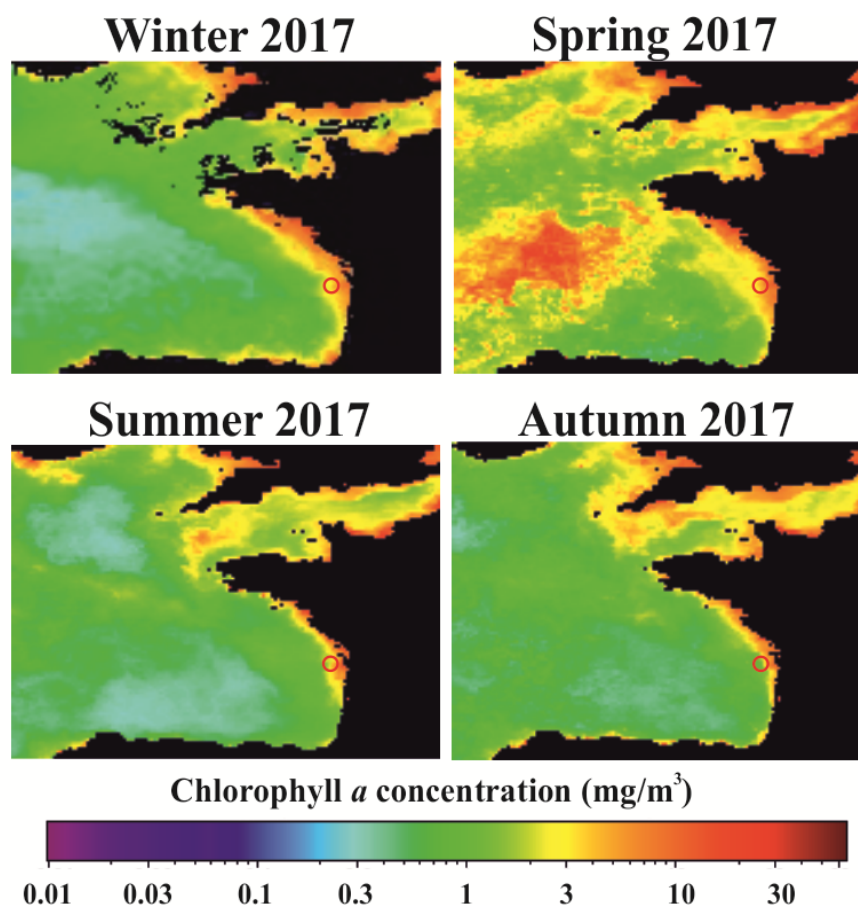 Winter 2017
Spring 2017
Summer 2017
Autumn 2017
Chlorophyll a concentration (mg/m³)
0.01 0.03 0.1 0.3 1 3 10 30